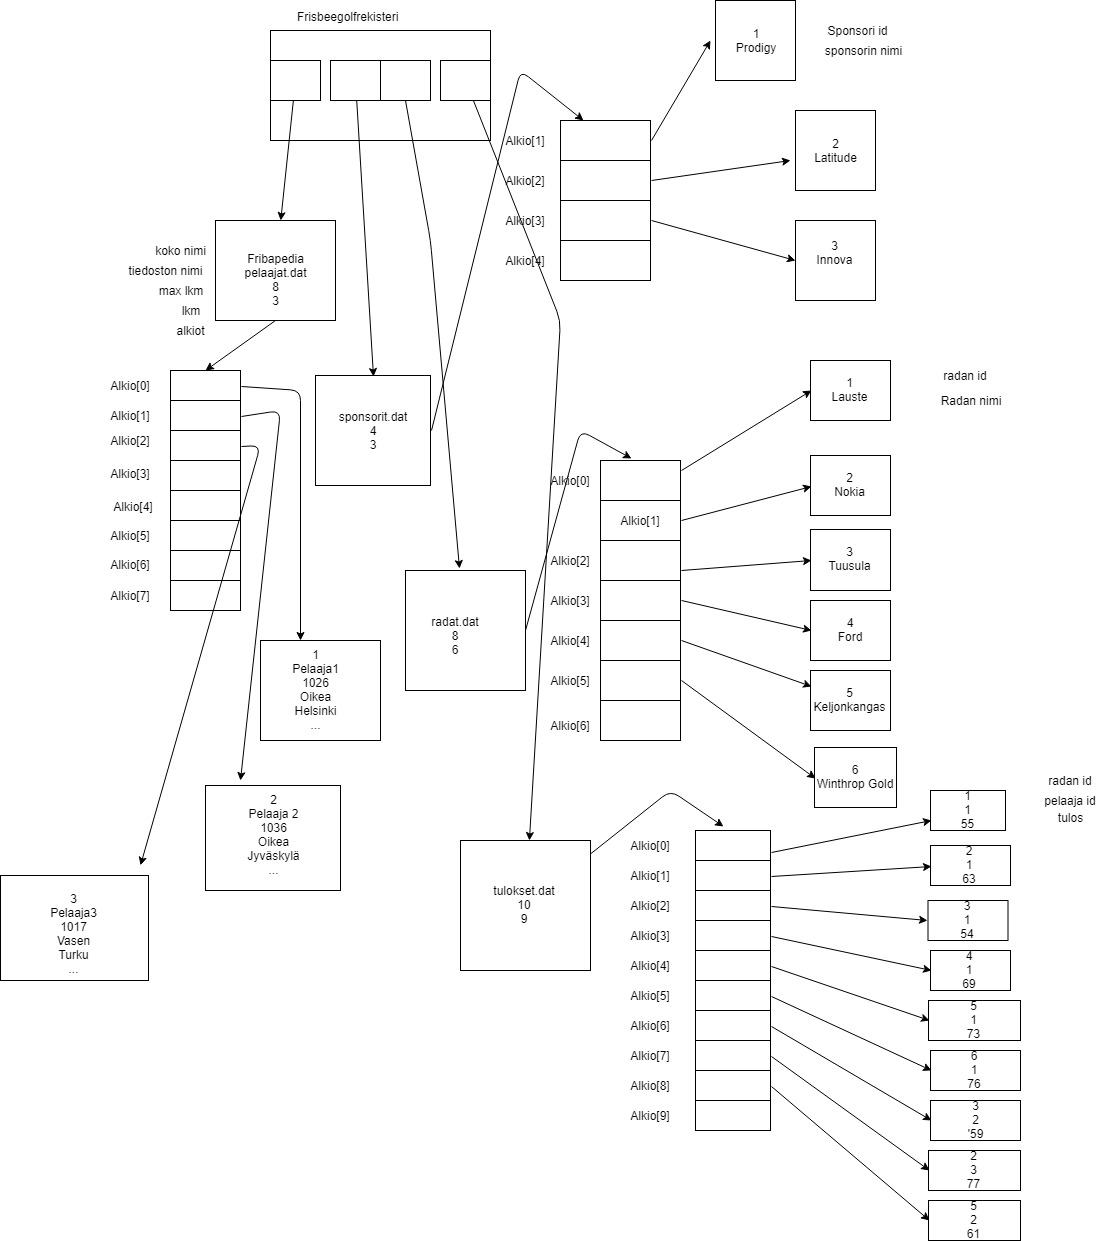 Frisbeegolfrekisteri
1
Prodigy
Sponsori id
sponsorin nimi
Alkio[1]
Alkio[2]
Alkio[3]
Alkio[4]
2
Latitude
3
Innova
koko nimi
tiedoston nimi
max lkm
lkm
alkiot
Fribapedia
pelaajat.dat
8
3
Alkio[0]
Alkio[1]
Alkio[2]
Alkio[3]
Alkio[4]
Alkio[5]
Alkio[6]
Alkio[7]
sponsorit.dat
4
3
radat.dat
8
6
Alkio[0]
Alkio[1]
Alkio[2]
Alkio[3]
Alkio[4]
Alkio[5]
Alkio[6]
1
Lauste
radan id
Radan nimi
2
Nokia
3
Tuusula
4
Ford
5
Keljonkangas
6
Winthrop Gold
1
Pelaaja1
1026
Oikea
Helsinki
...
2
Pelaaja 2
1036
Oikea
Jyväskylä
...
3
Pelaaja3
1017
Vasen
Turku
...
tulokset.dat
10
9
Alkio[0]
Alkio[1]
Alkio[2]
Alkio[3]
Alkio[4]
Alkio[5]
Alkio[6]
Alkio[7]
Alkio[8]
Alkio[9]
radan id
pelaaja id
tulos
1
1
55
2
1
63
3
1
54
4
1
69
5
1
73
6
1
76
3
2
'59
2
3
77
5
2
61